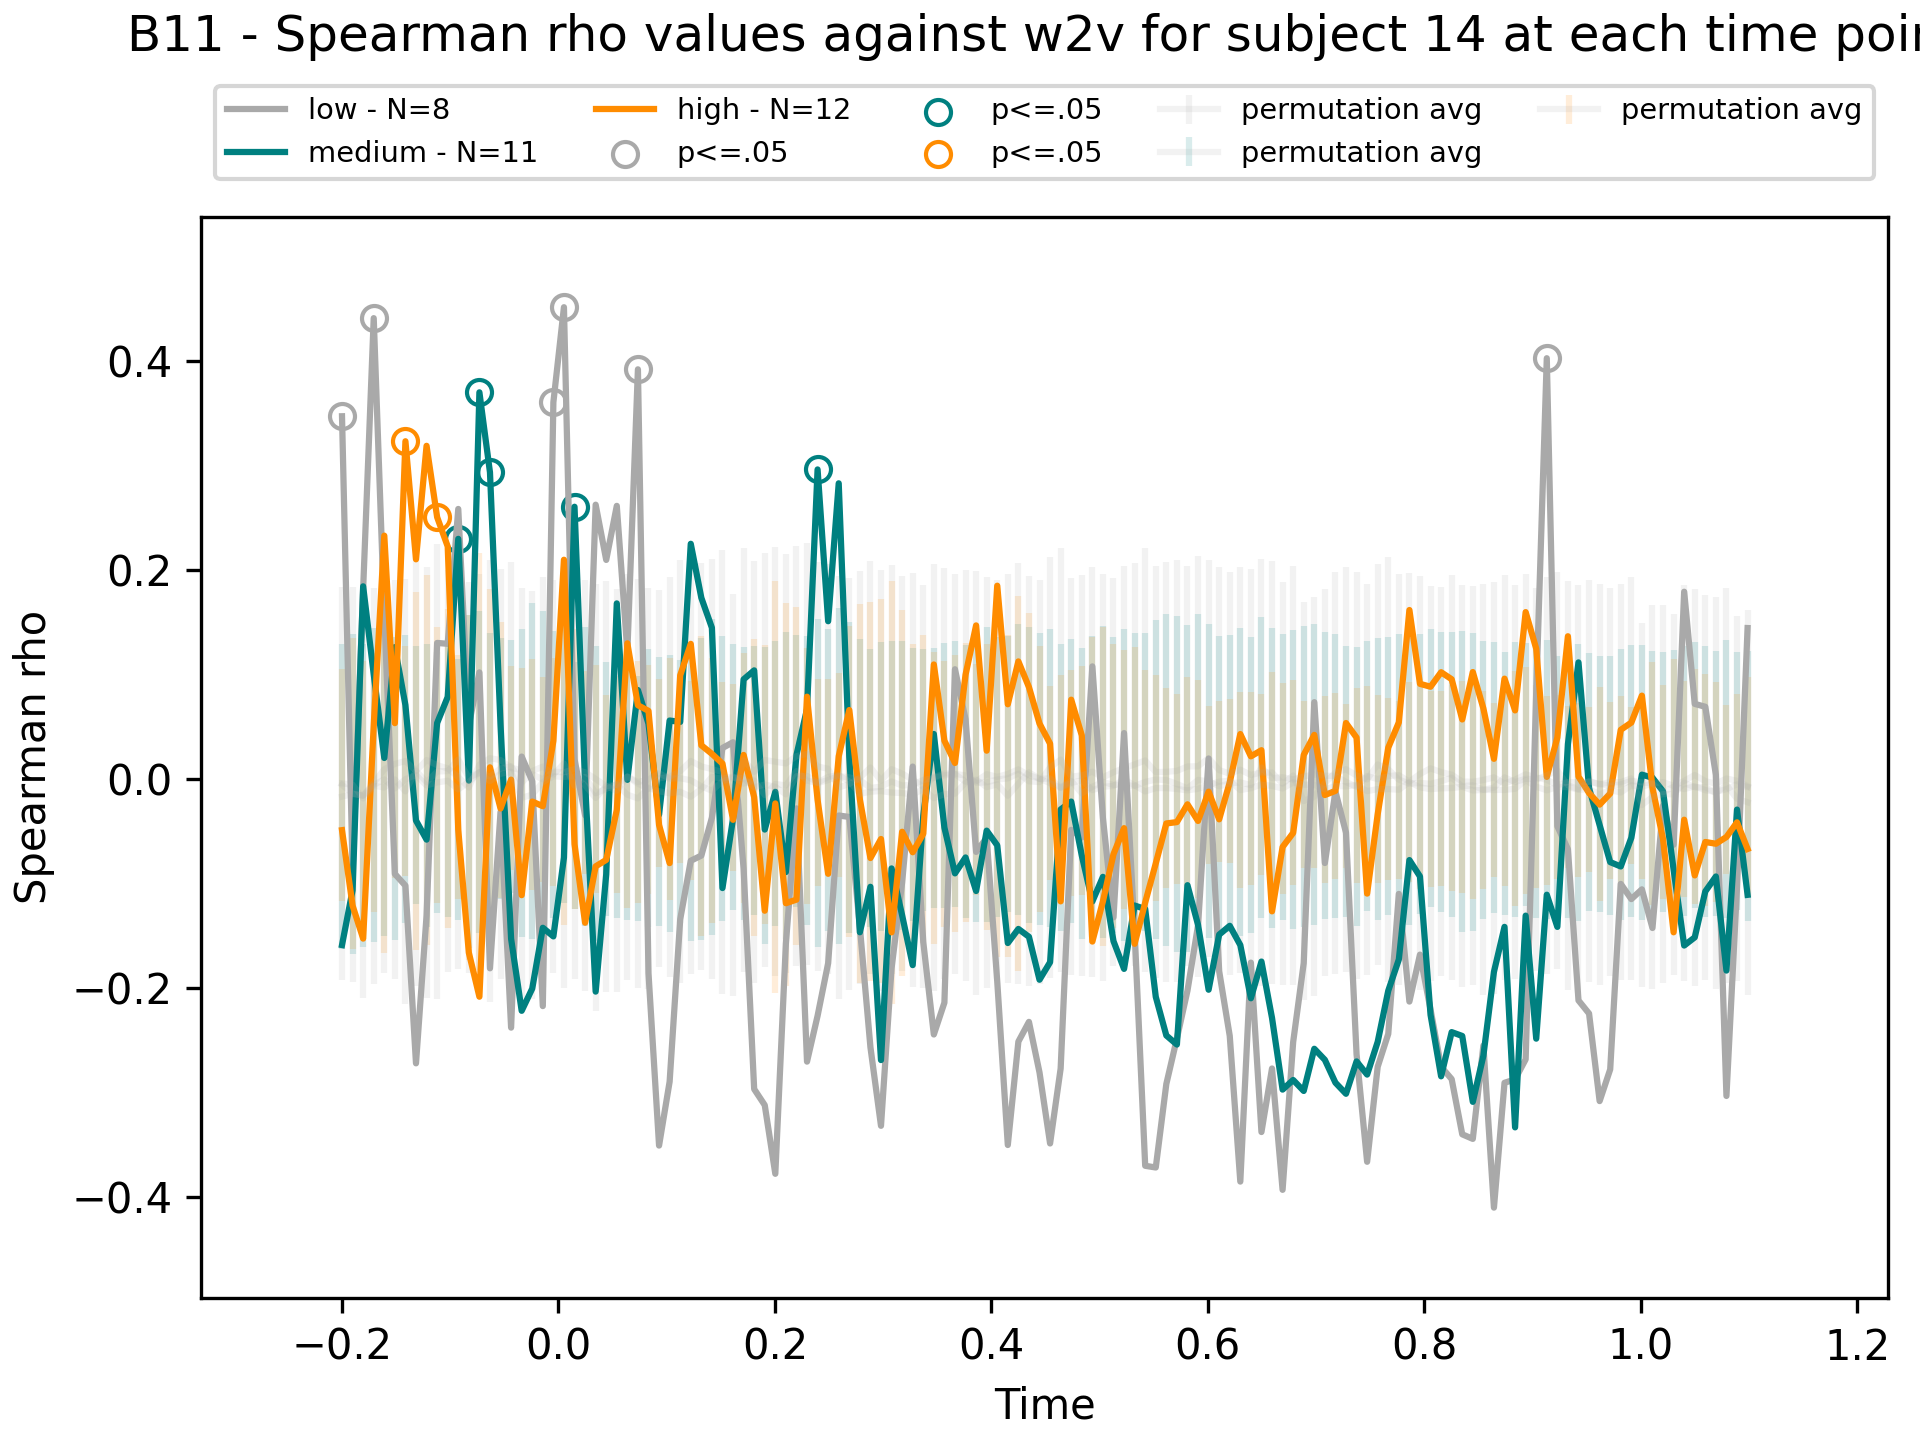 B11 - Spearman rho values against w2v for subject 14 at each time
low - N=8
medium - N=11
high - N=12
p<=.05
p<=.05
p<=.05
permutation avg
permutation avg
permutation avg
Spearman rho
0.4
0.2
0.0
−0.2
−0.4
−0.2
0.0
0.2
0.4
0.6
0.8
1.0
1.2
Time